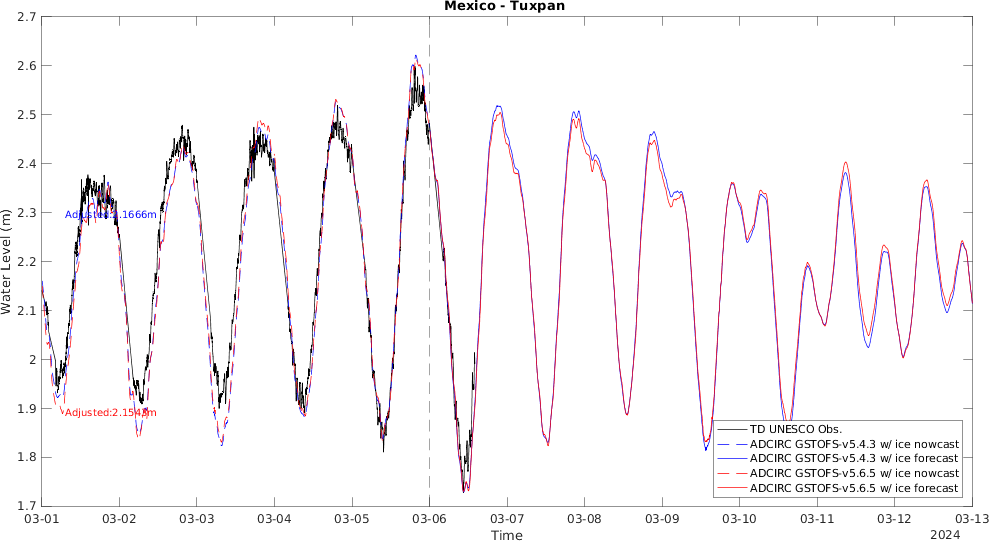 Mexico - Tuxpan
Water Level (m)
2.7
2.6
2.5
2.4
2.3
2.2
2.1
2
1.9
1.8
1.7
Adjusted:2.1666m
Adjusted:2.1543m
TD UNESCO Obs.
ADCIRC GSTOFS-v5.4.3 w/ ice nowcast
ADCIRC GSTOFS-v5.4.3 w/ ice forecast
ADCIRC GSTOFS-v5.6.5 w/ ice nowcast
ADCIRC GSTOFS-v5.6.5 w/ ice forecast
03-01 03-02 03-03 03-04 03-05 03-06 03-07 03-08 03-09 03-10 03-11 03-12 03-13
Time
2024